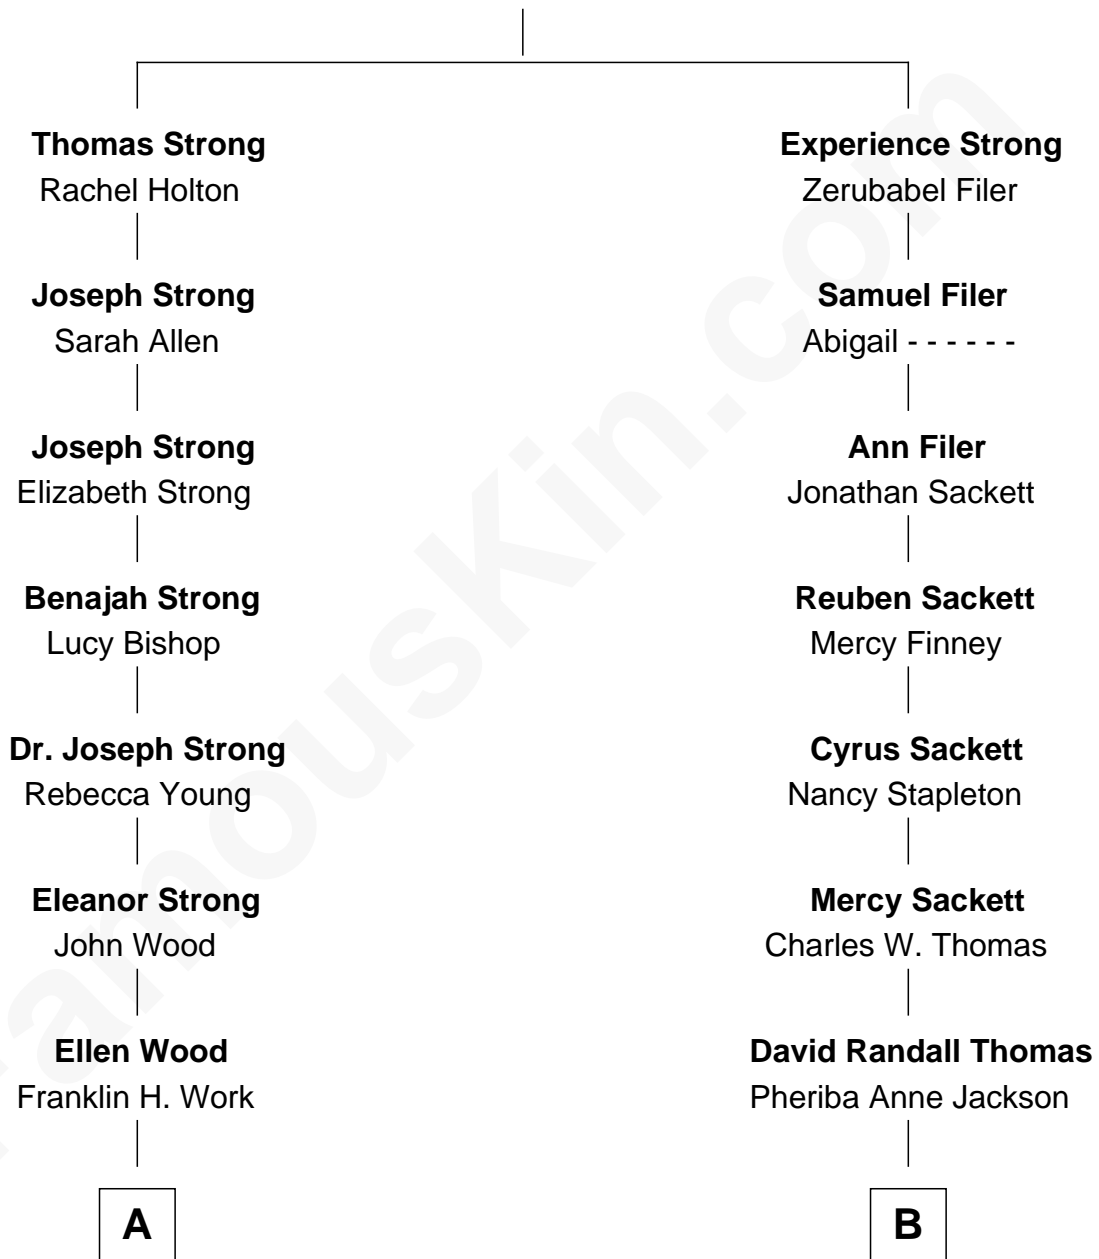 Thomas Strong
Rachel Holton
Experience Strong
Zerubabel Filer
Joseph Strong
Sarah Allen
Samuel Filer
Abigail - - - - - -
Joseph Strong
Elizabeth Strong
Ann Filer
Jonathan Sackett
Benajah Strong
Lucy Bishop
Reuben Sackett
Mercy Finney
Dr. Joseph Strong
Rebecca Young
Cyrus Sackett
Nancy Stapleton
Eleanor Strong
John Wood
Mercy Sackett
Charles W. Thomas
Ellen Wood
Franklin H. Work
David Randall Thomas
Pheriba Anne Jackson
A
B
FamousKin.com